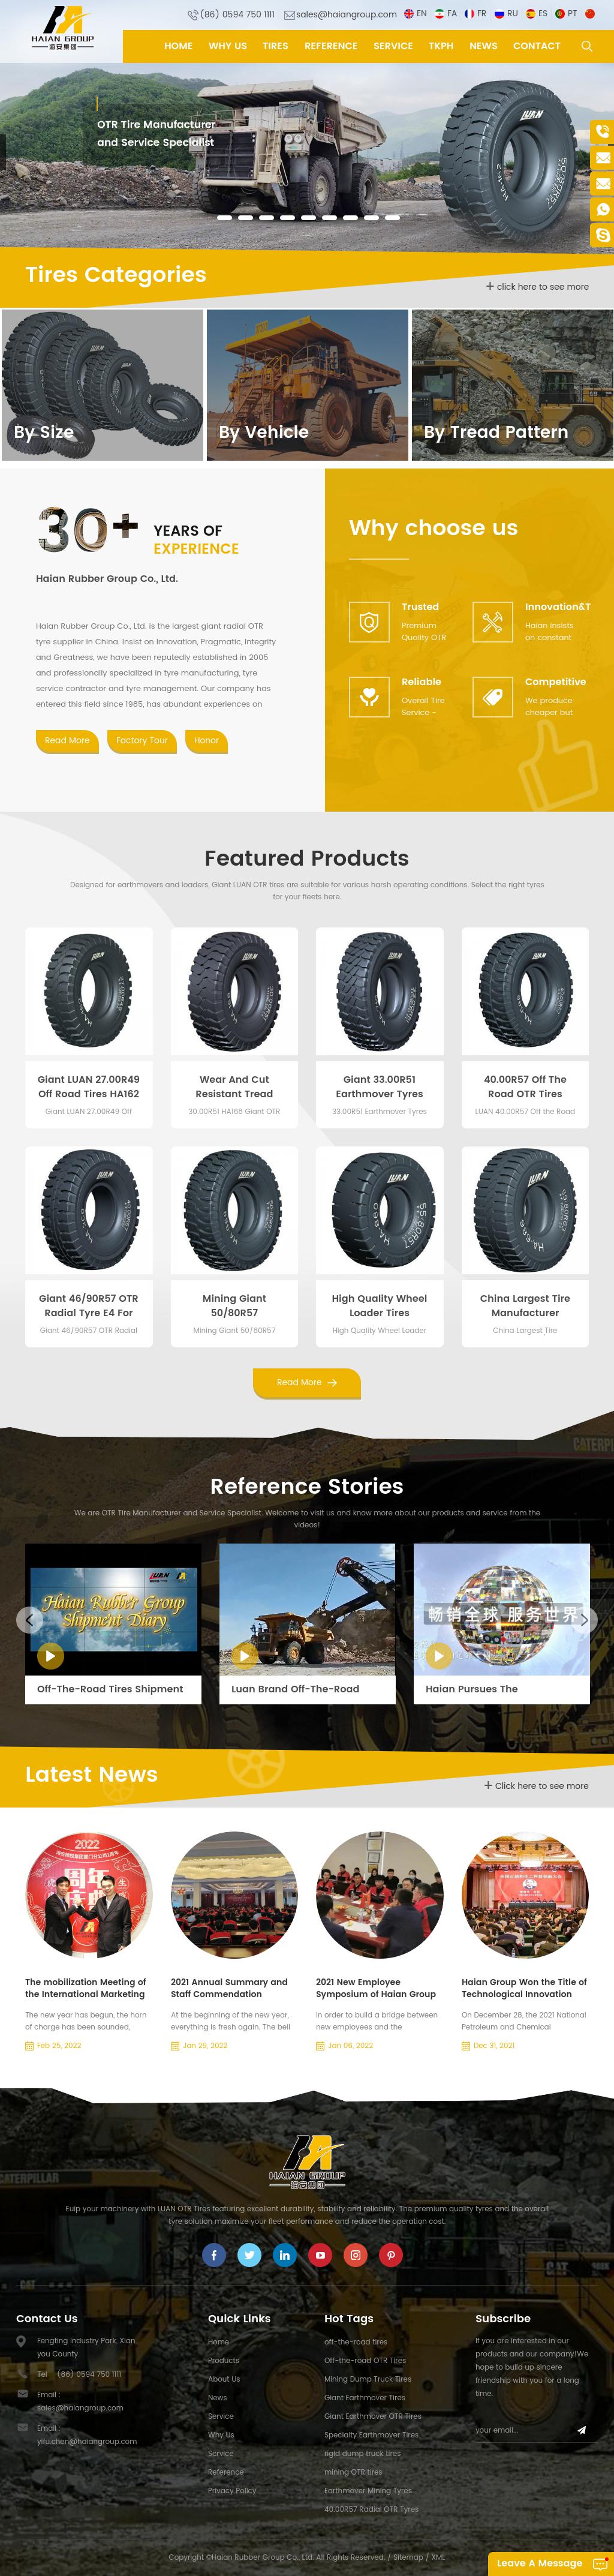 HAIAN GROUP
海安集团
(86) 0594 750 1111
sales@haiangroup.com
EN
FA
FR
RU
ES
PT
HOME
WHY US
TIRES
REFERENCE
SERVICE
TKPH
NEWS
CONTACT
OTR Tire Manufacturer
and Service Specialist
Tires Categories
+ click here to see more
By Size
By Vehicle
By Tread Pattern
30+
YEARS OF
EXPERIENCE
Haian Rubber Group Co., Ltd.
Haian Rubber Group Co., Ltd. is the largest giant radial OTR
tyre supplier in China. Insist on Innovation, Pragmatic, Integrity
and Greatness, we have been reputedly established in 2005
and professionally specialized in tyre manufacturing, tyre
service contractor and tyre management. Our company has
entered this field since 1985, has abundant experiences on
Read More
Factory Tour
Honor
Why choose us
Trusted
Premium
Quality OTR
Innovation&T
Haian insists
on constant
Reliable
Overall Tire
Service -
Competitive
We produce
cheaper but
Featured Products
Designed for earthmovers and loaders, Giant LUAN OTR tires are suitable for various harsh operating conditions. Select the right tyres
for your fleets here.
Giant LUAN 27.00R49
Off Road Tires HA162
Giant LUAN 27.00R49 Off
Wear And Cut
Resistant Tread
30.00R51 HA168 Giant OTR
Giant 33.00R51
Earthmover Tyres
33.00R51 Earthmover Tyres
40.00R57 Off The
Road OTR Tires
LUAN 40.00R57 Off the Road
Giant 46/90R57 OTR
Radial Tyre E4 For
Giant 46/90R57 OTR Radial
Mining Giant
50/80R57
Mining Giant 50/80R57
High Quality Wheel
Loader Tires
High Quality Wheel Loader
China Largest Tire
Manufacturer
China Largest Tire
Read More
Reference Stories
We are OTR Tire Manufacturer and Service Specialist. Welcome to visit us and know more about our products and service from the
videos!
LUAN
HAIAN GROUP
Haian Rubber Group
Shipment Diary
畅销全球 服务世界
Off-The-Road Tires Shipment
Luan Brand Off-The-Road
Haian Pursues The
Latest News
+ Click here to see more
2022
The mobilization Meeting of
the International Marketing
The new year has begun, the horn
of charge has been sounded,
Feb 25, 2022
2021 Annual Summary and
Staff Commendation
At the beginning of the new year,
everything is fresh again. The bell
Jan 29, 2022
2021 New Employee
Symposium of Haian Group
In order to build a bridge between
new employees and the
Jan 06, 2022
Haian Group Won the Title of
Technological Innovation
On December 28, the 2021 National
Petroleum and Chemical
Dec 31, 2021
HAIAN GROUP
海安集团
Euip your machinery with LUAN OTR Tires featuring excellent durability, stability and reliability. The premium quality tyres and the overall
tyre solution maximize your fleet performance and reduce the operation cost.
Contact Us
Fengting Industry Park, Xian
you County
Tel (86) 0594 750 1111
Email :
sales@haiangroup.com
Email :
yifu.chen@haiangroup.com
Quick Links
Home
Products
About Us
News
Service
Why Us
Service
Reference
Privacy Policy
Hot Tags
off-the-road tires
Off-the-road OTR Tires
Mining Dump Truck Tires
Giant Earthmover Tires
Giant Earthmover OTR Tires
Specialty Earthmover Tires
rigid dump truck tires
mining OTR tires
Earthmover Mining Tyres
40.00R57 Radial OTR Tyres
Subscribe
If you are interested in our
products and our company!We
hope to build up sincere
friendship with you for a long
time.
your email...
Copyright ©Haian Rubber Group Co., Ltd. All Rights Reserved. / Sitemap / XML
Leave A Message